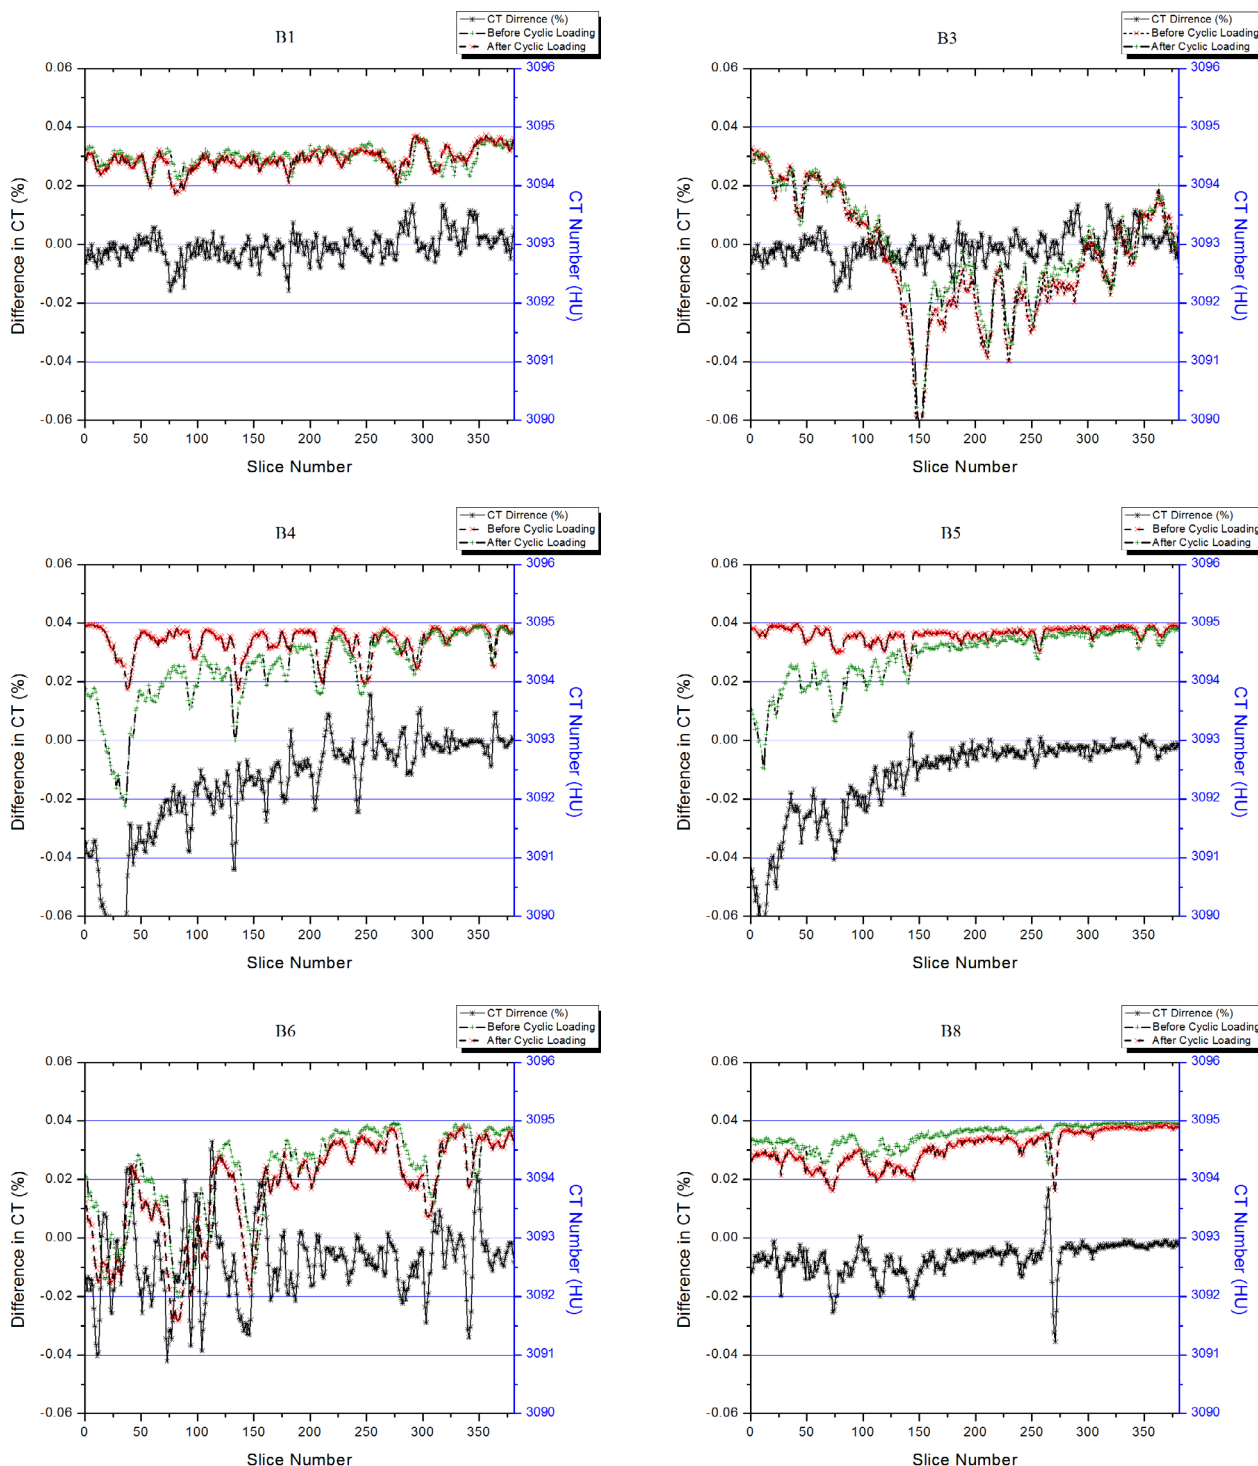 B1
CT Dirrence (%)
Before Cyclic Loading
After Cyclic Loading
0.06
0.04
0.02
0.00
-0.02
-0.04
-0.06
3096
3095
3094
3093
3092
3091
3090
0 50 100 150 200 250 300 350
Difference in CT (%)
CT Number (HU)
Slice Number
B3
CT Dirrence (%)
Before Cyclic Loading
After Cyclic Loading
0.06
0.04
0.02
0.00
-0.02
-0.04
-0.06
3096
3095
3094
3093
3092
3091
3090
0 50 100 150 200 250 300 350
Difference in CT (%)
CT Number (HU)
Slice Number
B4
CT Dirrence (%)
Before Cyclic Loading
After Cyclic Loading
0.06
0.04
0.02
0.00
-0.02
-0.04
-0.06
3096
3095
3094
3093
3092
3091
3090
0 50 100 150 200 250 300 350
Difference in CT (%)
CT Number (HU)
Slice Number
B5
CT Dirrence (%)
Before Cyclic Loading
After Cyclic Loading
0.06
0.04
0.02
0.00
-0.02
-0.04
-0.06
3096
3095
3094
3093
3092
3091
3090
0 50 100 150 200 250 300 350
Difference in CT (%)
CT Number (HU)
Slice Number
B6
CT Dirrence (%)
Before Cyclic Loading
After Cyclic Loading
0.06
0.04
0.02
0.00
-0.02
-0.04
-0.06
3096
3095
3094
3093
3092
3091
3090
0 50 100 150 200 250 300 350
Difference in CT (%)
CT Number (HU)
Slice Number
B8
CT Dirrence (%)
Before Cyclic Loading
After Cyclic Loading
0.06
0.04
0.02
0.00
-0.02
-0.04
-0.06
3096
3095
3094
3093
3092
3091
3090
0 50 100 150 200 250 300 350
Difference in CT (%)
CT Number (HU)
Slice Number